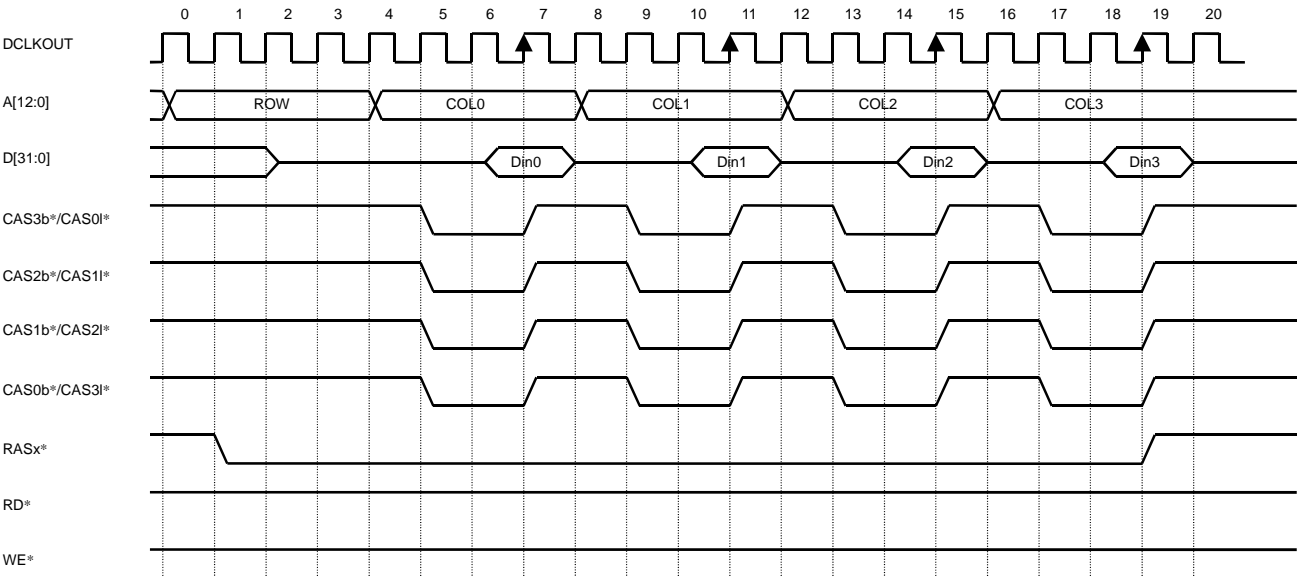 0 1 2 3 4 5 6 7 8 9 10 11 12 13 14 15 16 17 18 19 20
DCLKOUT
A[12:0] ROW COL0 COL1 COL2 COL3
D[31:0] Din0 Din1 Din2 Din3
CAS3b*/CAS0l*
CAS2b*/CAS1l*
CAS1b*/CAS2l*
CAS0b*/CAS3l*
RASx*
RD*
WE*